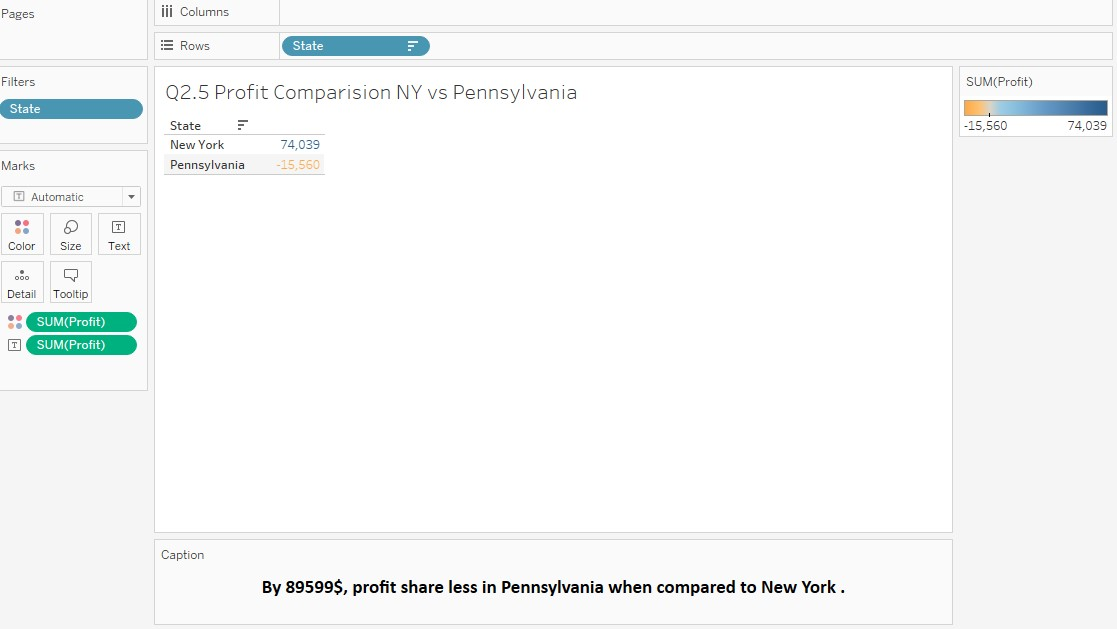 Pages
Columns
Rows
State
Filters
State
Marks
Automatic
Color
Size
Text
Detail
Tooltip
SUM(Profit)
SUM(Profit)
Q2.5 Profit Comparision NY vs Pennsylvania
State
New York 74,039
Pennsylvania -15,560
SUM(Profit)
-15,560 74,039
Caption
By 89599$, profit share less in Pennsylvania when compared to New York .